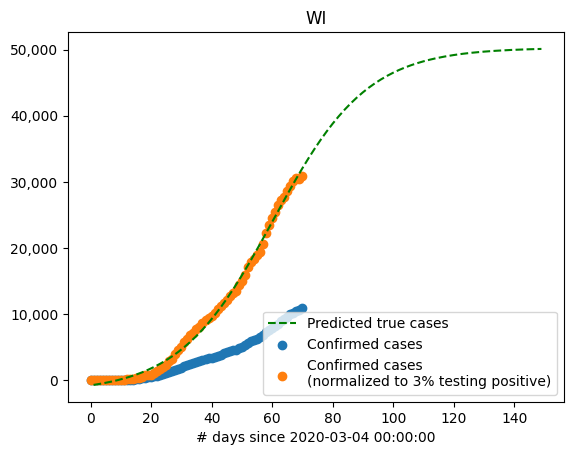 WI
50,000
40,000
30,000
20,000
10,000
0
Predicted true cases
Confirmed cases
Confirmed cases
(normalized to 3% testing positive)
0 20 40 60 80 100 120 140
# days since 2020-03-04 00:00:00